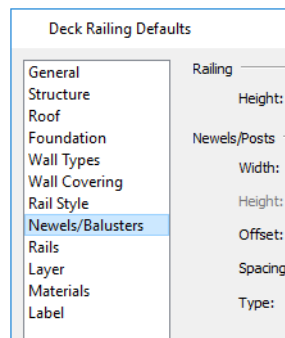 Deck Railing Defaults
General
Structure
Roof
Foundation
Wall Types
Wall Covering
Rail Style
Newels/Balusters
Rails
Layer
Materials
Label
Railing
Height:
Newels/Posts
Width:
Height:
Offset:
Spacing
Type: